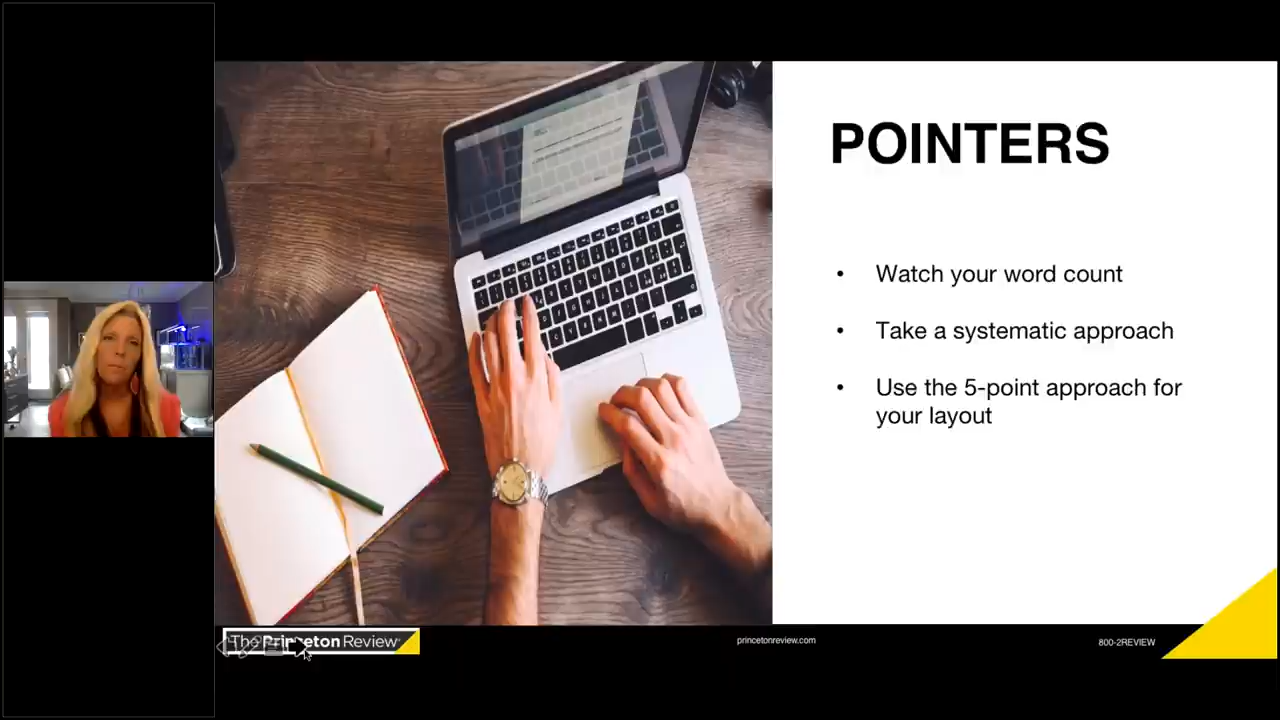 POINTERS
• Watch your word count
• Take a systematic approach
• Use the 5-point approach for
your layout
The Princeton Review
princetonreview.com
800-2REVIEW